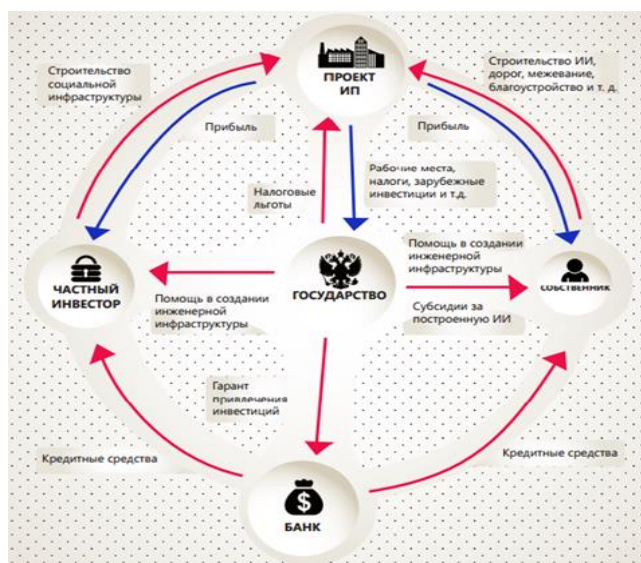 Строительство
социальной
инфраструктуры
ПРОЕКТ
ИП
Строительство ИИ,
дорог, межевание,
благоустройство и т. д.
Прибыль
Прибыль
Налоговые
льготы
Рабочие места,
налоги, зарубежные
инвестиции и т.д.
ЧАСТНЫЙ
ИНВЕСТОР
ГОСУДАРСТВО
Помощь в создании
инженерной
инфраструктуры
СОБСТВЕННИК
Помощь в создании
инженерной
инфраструктуры
Субсидии за
построенную ИИ
Гарант
привлечения
инвестиций
Кредитные средства
Кредитные средства
$
БАНК